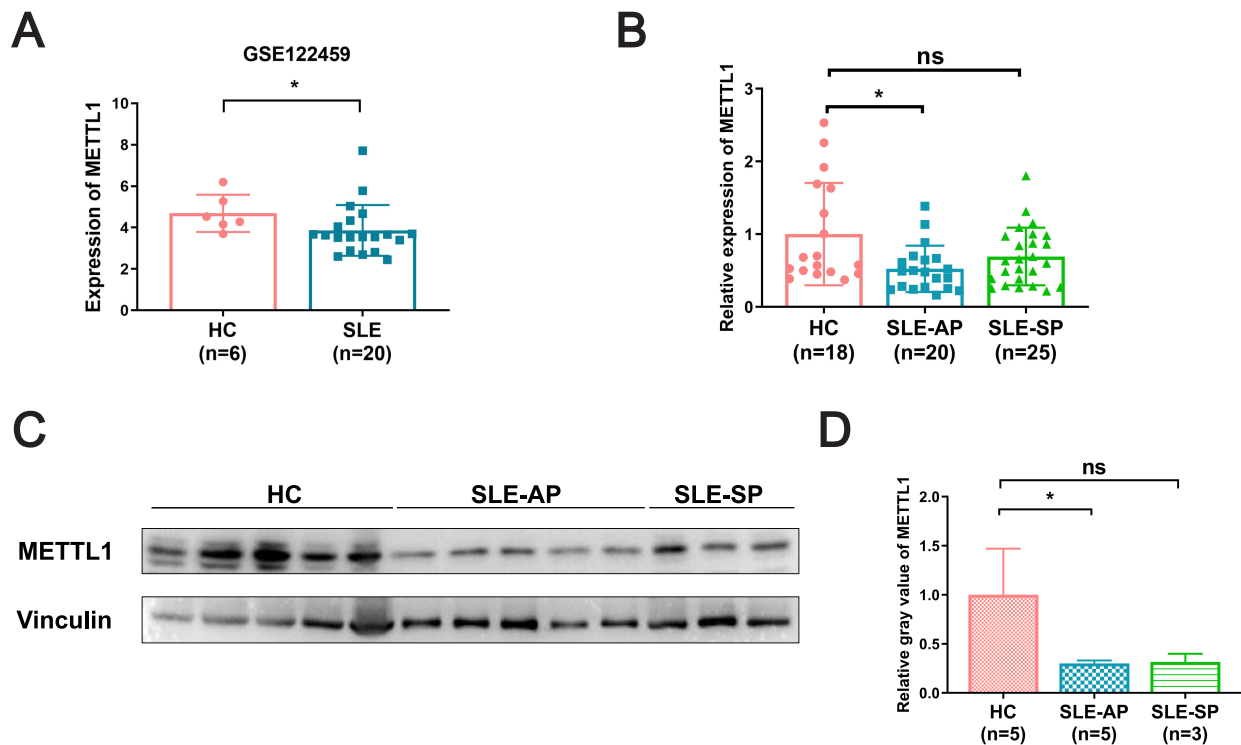 A
GSE122459
*
Expression of METTL1
10
8
6
4
2
0
HC
(n=6)
SLE
(n=20)
B
ns
*
Relative expression of METTL1
3
2
1
0
HC
(n=18)
SLE-AP
(n=20)
SLE-SP
(n=25)
C
HC
SLE-AP
SLE-SP
METTL1
Vinculin
D
ns
*
Relative gray value of METTL1
2.0
1.5
1.0
0.5
0.0
HC
(n=5)
SLE-AP
(n=5)
SLE-SP
(n=3)